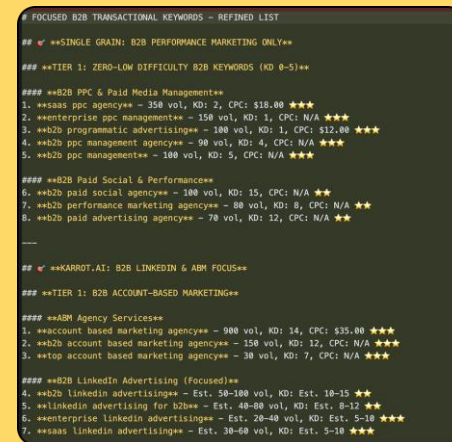 # FOCUSED B2B TRANSACTIONAL KEYWORDS - REFINED LIST
## 🎯 **SINGLE GRAIN: B2B PERFORMANCE MARKETING ONLY**
### **TIER 1: ZERO-LOW DIFFICULTY B2B KEYWORDS (KD 0-5)**
#### **B2B PPC & Paid Media Management**
1. **saas ppc agency** - 350 vol, KD: 2, CPC: $18.00 ⭐⭐⭐
2. **enterprise ppc management** - 150 vol, KD: 1, CPC: N/A ⭐⭐⭐
3. **b2b programmatic advertising** - 100 vol, KD: 1, CPC: $12.00 ⭐⭐⭐
4. **b2b ppc management agency** - 90 vol, KD: 4, CPC: N/A ⭐⭐⭐
5. **b2b ppc management** - 100 vol, KD: 5, CPC: N/A ⭐⭐⭐
#### **B2B Paid Social & Performance**
6. **b2b paid social agency** - 100 vol, KD: 15, CPC: N/A ⭐⭐
7. **b2b performance marketing agency** - 80 vol, KD: 8, CPC: N/A ⭐⭐
8. **b2b paid advertising agency** - 70 vol, KD: 12, CPC: N/A ⭐⭐
---
## 🎯 **KARROT.AI: B2B LINKEDIN & ABM FOCUS**
### **TIER 1: B2B ACCOUNT-BASED MARKETING**
#### **ABM Agency Services**
1. **account based marketing agency** - 900 vol, KD: 14, CPC: $35.00 ⭐⭐⭐
2. **b2b account based marketing agency** - 150 vol, KD: 12, CPC: N/A ⭐⭐⭐
3. **top account based marketing agency** - 30 vol, KD: 7, CPC: N/A ⭐⭐⭐
#### **B2B LinkedIn Advertising (Focused)**
4. **b2b linkedin advertising** - Est. 50-100 vol, KD: Est. 10-15 ⭐⭐
5. **linkedin advertising for b2b** - Est. 40-80 vol, KD: Est. 8-12 ⭐⭐
6. **enterprise linkedin advertising** - Est. 20-40 vol, KD: Est. 5-10 ⭐⭐⭐
7. **saas linkedin advertising** - Est. 30-60 vol, KD: Est. 5-10 ⭐⭐⭐